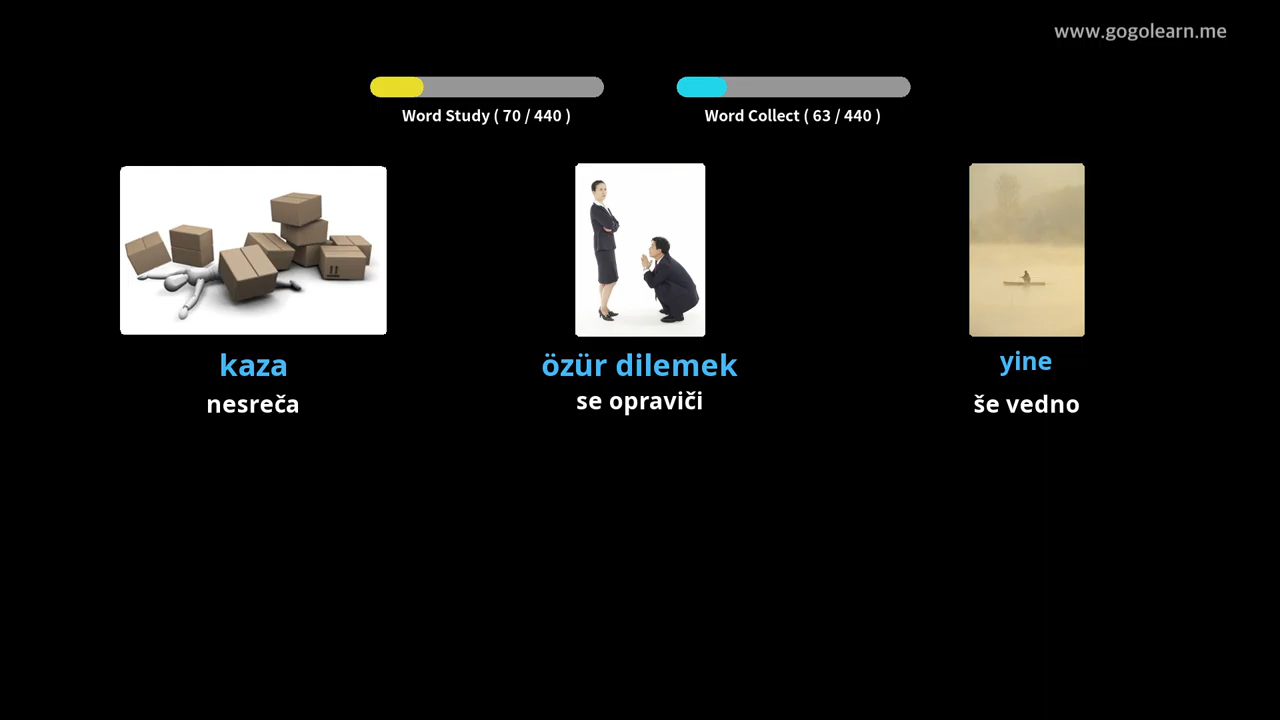 www.gogolearn.me
Word Study ( 70 / 440 )
Word Collect ( 63 / 440 )
kaza
nesreča
özür dilemek
se opraviči
yine
še vedno